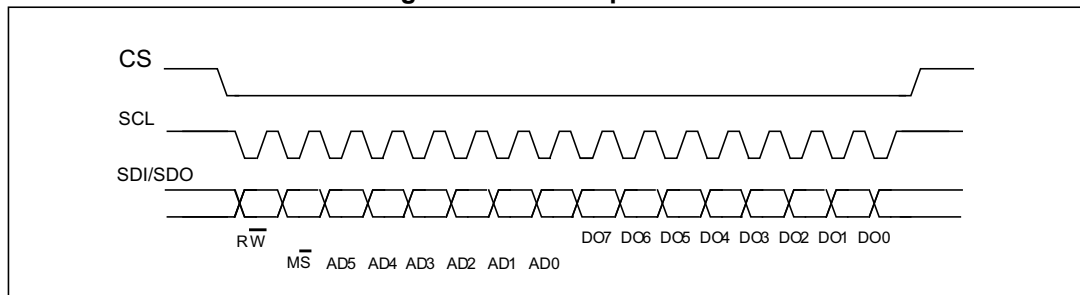 CS
SCL
SDI/SDO
RW̅
DO7 DO6 DO5 DO4 DO3 DO2 DO1 DO0
MS̅ AD5 AD4 AD3 AD2 AD1 AD0